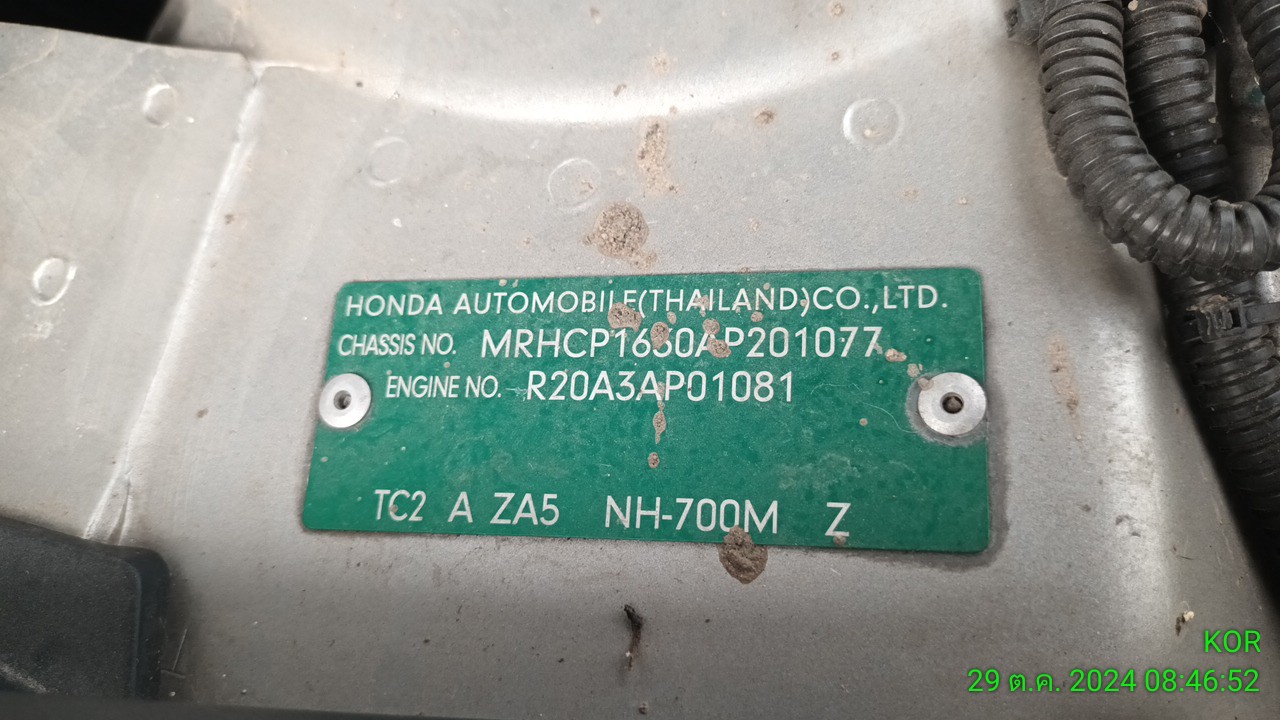 HONDA AUTOMOBILE(THAILAND)CO.,LTD.
CHASSIS NO. MRHCP1650AP201077
ENGINE NO. R20A3AP01081
TC2 A ZA5 NH-700M Z
KOR
29 ต.ค. 2024 08:46:52